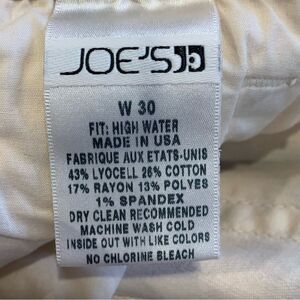 JOE'S
W 30
FIT: HIGH WATER
MADE IN USA
FABRIQUE AUX ETATS-UNIS
43% LYOCELL 26% COTTON
17% RAYON 13% POLYES
1% SPANDEX
DRY CLEAN RECOMMENDED
MACHINE WASH COLD
INSIDE OUT WITH LIKE COLORS
NO CHLORINE BLEACH